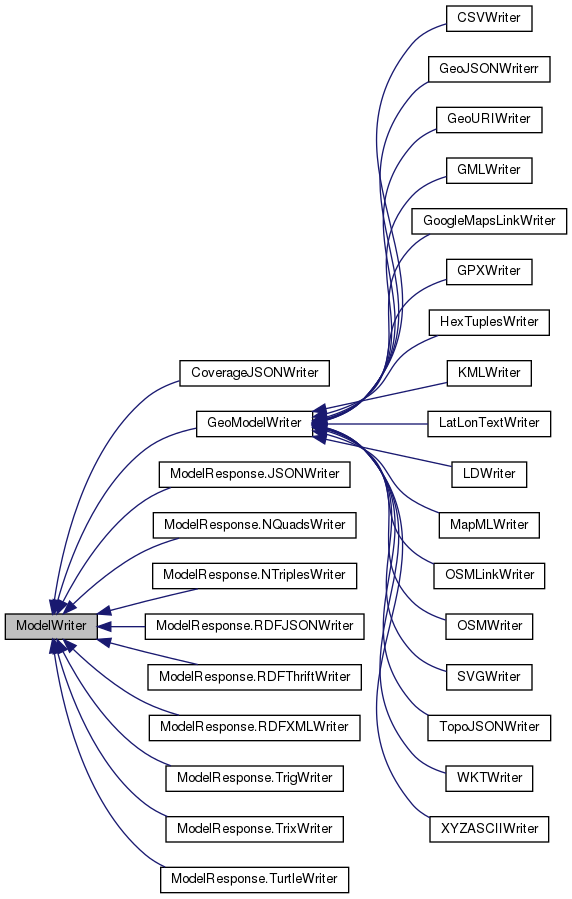 CSVWriter
GeoJSONWriterr
GeoURIWriter
GMLWriter
GoogleMapsLinkWriter
GPXWriter
HexTuplesWriter
CoverageJSONWriter
KMLWriter
GeoModelWriter
LatLonTextWriter
ModelResponse.JSONWriter
LDWriter
ModelResponse.NQuadsWriter
MapMLWriter
ModelResponse.NTriplesWriter
OSMLinkWriter
ModelWriter
ModelResponse.RDFJSONWriter
OSMWriter
ModelResponse.RDFThriftWriter
SVGWriter
ModelResponse.RDFXMLWriter
TopoJSONWriter
ModelResponse.TrigWriter
WKTWriter
ModelResponse.TrixWriter
XYZASCIIWriter
ModelResponse.TurtleWriter